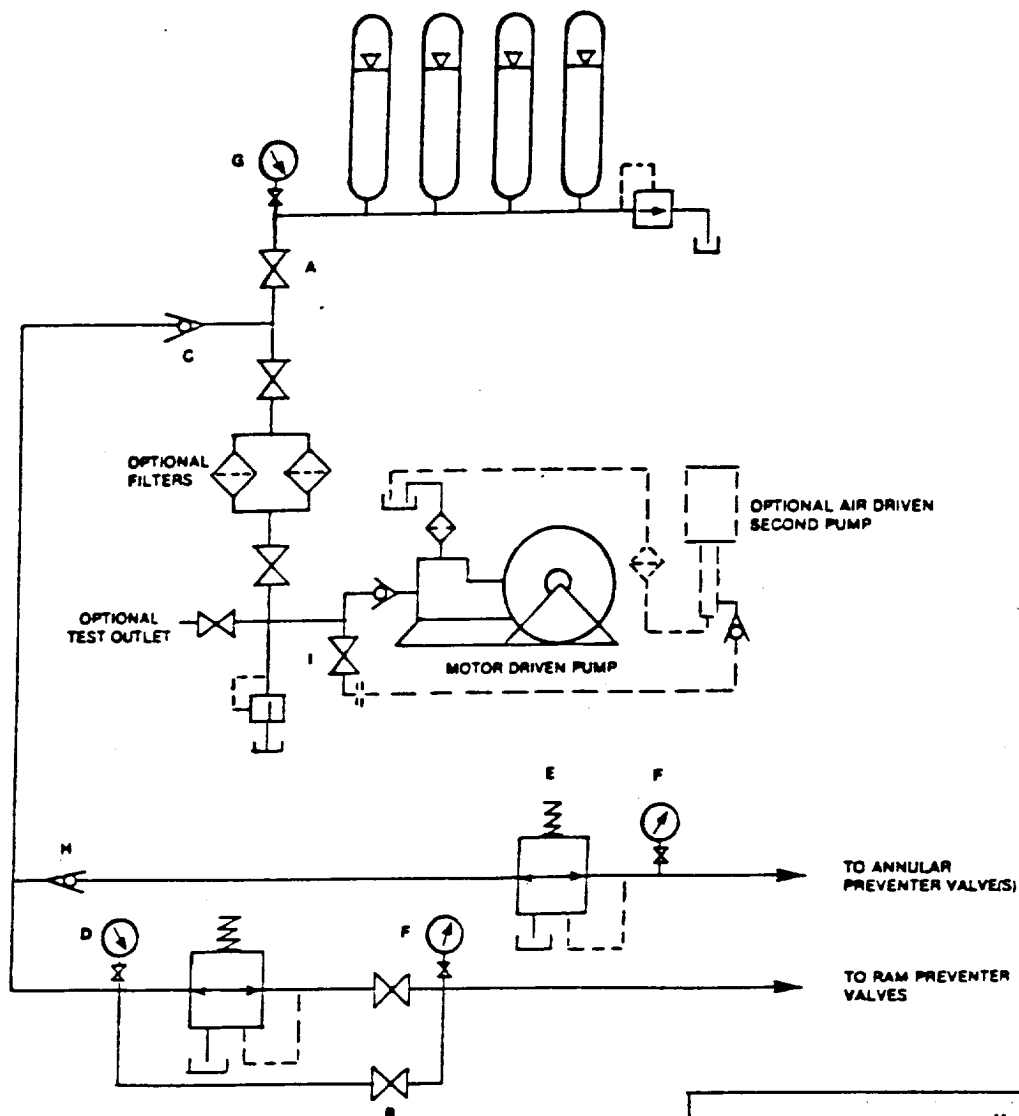 G
A
C
OPTIONAL
FILTERS
OPTIONAL AIR DRIVEN
SECOND PUMP
OPTIONAL
TEST OUTLET
I
MOTOR DRIVEN PUMP
E
F
H
TO ANNULAR
PREVENTER VALVE(S)
D
F
TO RAM PREVENTER
VALVES